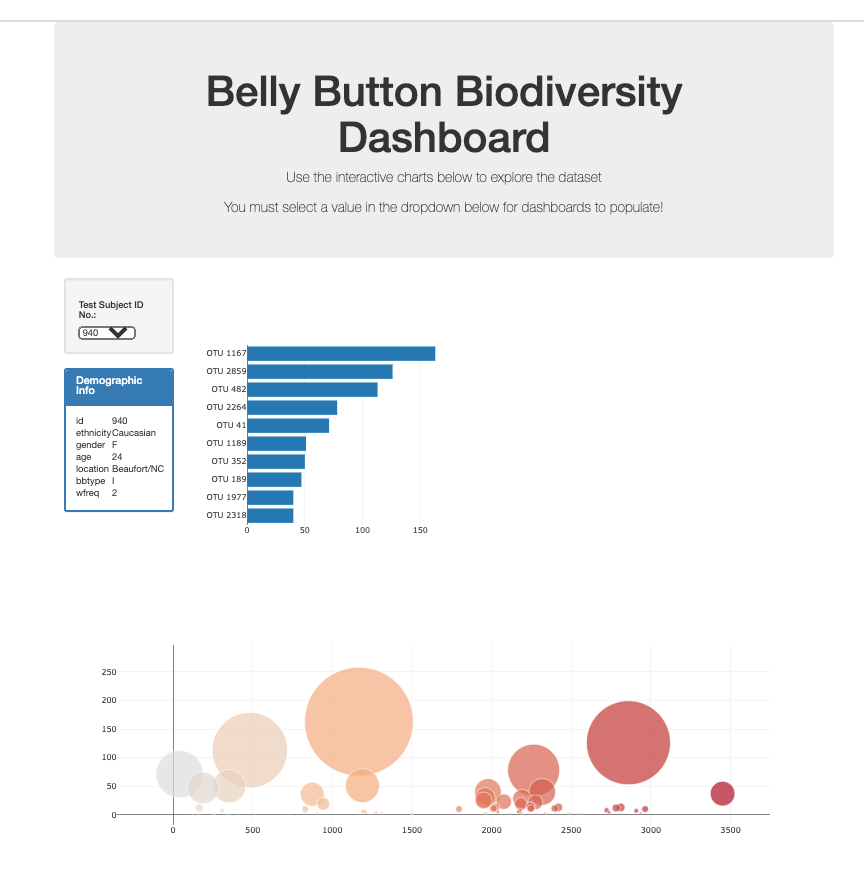 Belly Button Biodiversity
Dashboard
Use the interactive charts below to explore the dataset
You must select a value in the dropdown below for dashboards to populate!
Test Subject ID
No.:
940
Demographic
Info
id 940
ethnicity Caucasian
gender F
age 24
location Beaufort/NC
bbtype I
wfreq 2
OTU 1167
OTU 2859
OTU 482
OTU 2264
OTU 41
OTU 1189
OTU 352
OTU 189
OTU 1977
OTU 2318
0 50 100 150
250
200
150
100
50
0
0 500 1000 1500 2000 2500 3000 3500